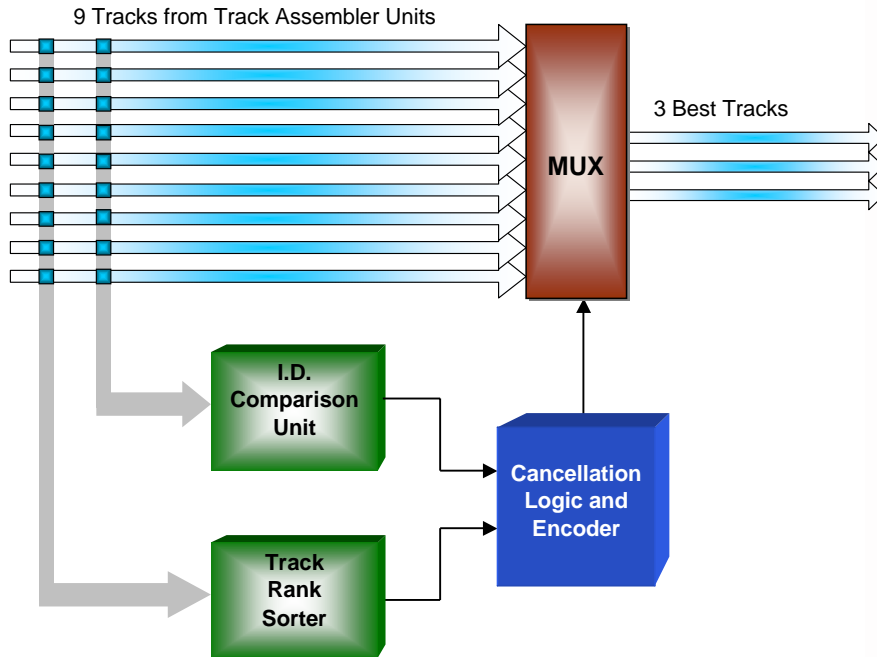 9 Tracks from Track Assembler Units
3 Best Tracks
MUX
I.D.
Comparison
Unit
Cancellation
Logic and
Encoder
Track
Rank
Sorter